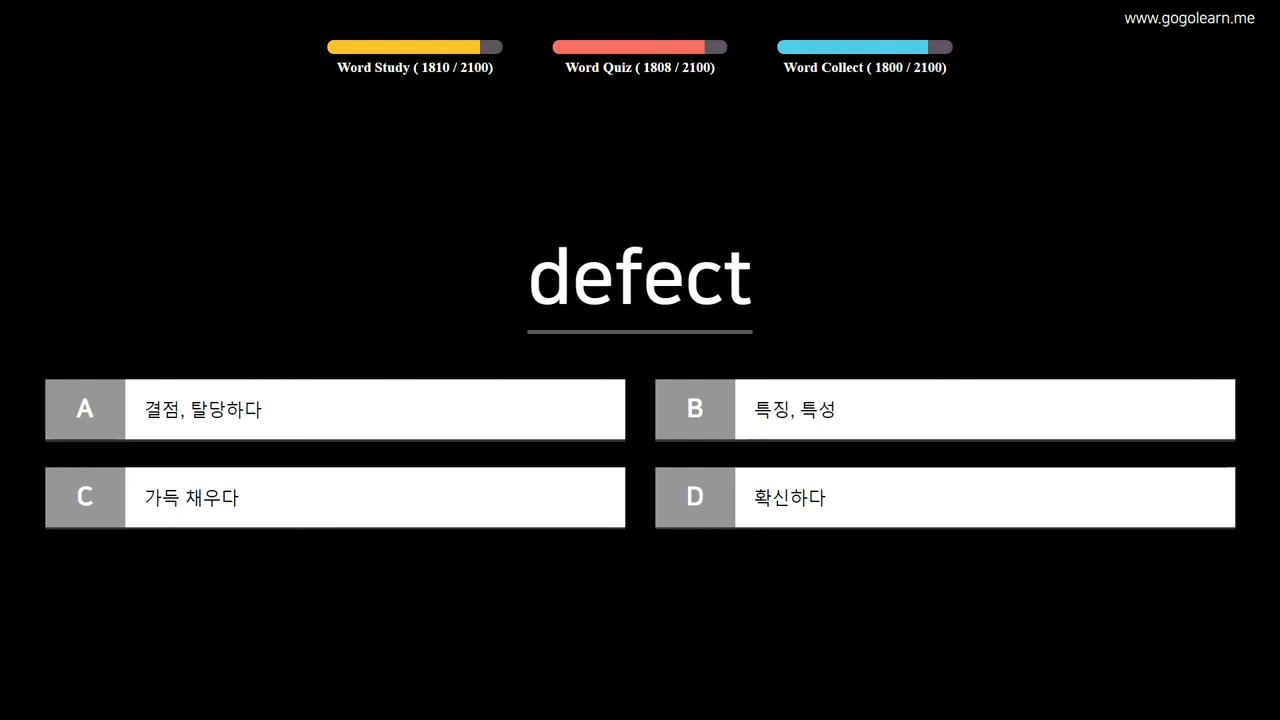 www.gogolearn.me
Word Study ( 1810 / 2100)
Word Quiz ( 1808 / 2100)
Word Collect ( 1800 / 2100)
defect
A 결점, 탈당하다
B 특징, 특성
C 가득 채우다
D 확신하다